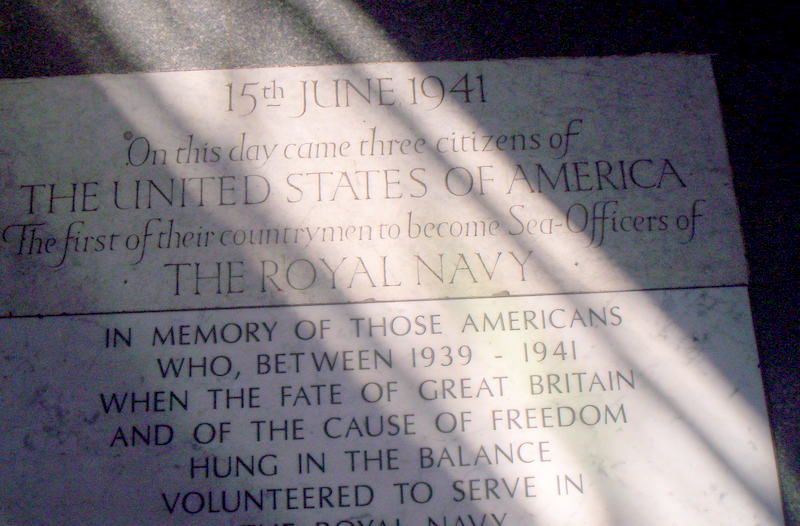 15th JUNE 1941
On this day came three citizens of
THE UNITED STATES OF AMERICA
The first of their countrymen to become Sea-Officers of
THE ROYAL NAVY
IN MEMORY OF THOSE AMERICANS
WHO, BETWEEN 1939 - 1941
WHEN THE FATE OF GREAT BRITAIN
AND OF THE CAUSE OF FREEDOM
HUNG IN THE BALANCE
VOLUNTEERED TO SERVE IN
THE ROYAL NAVY